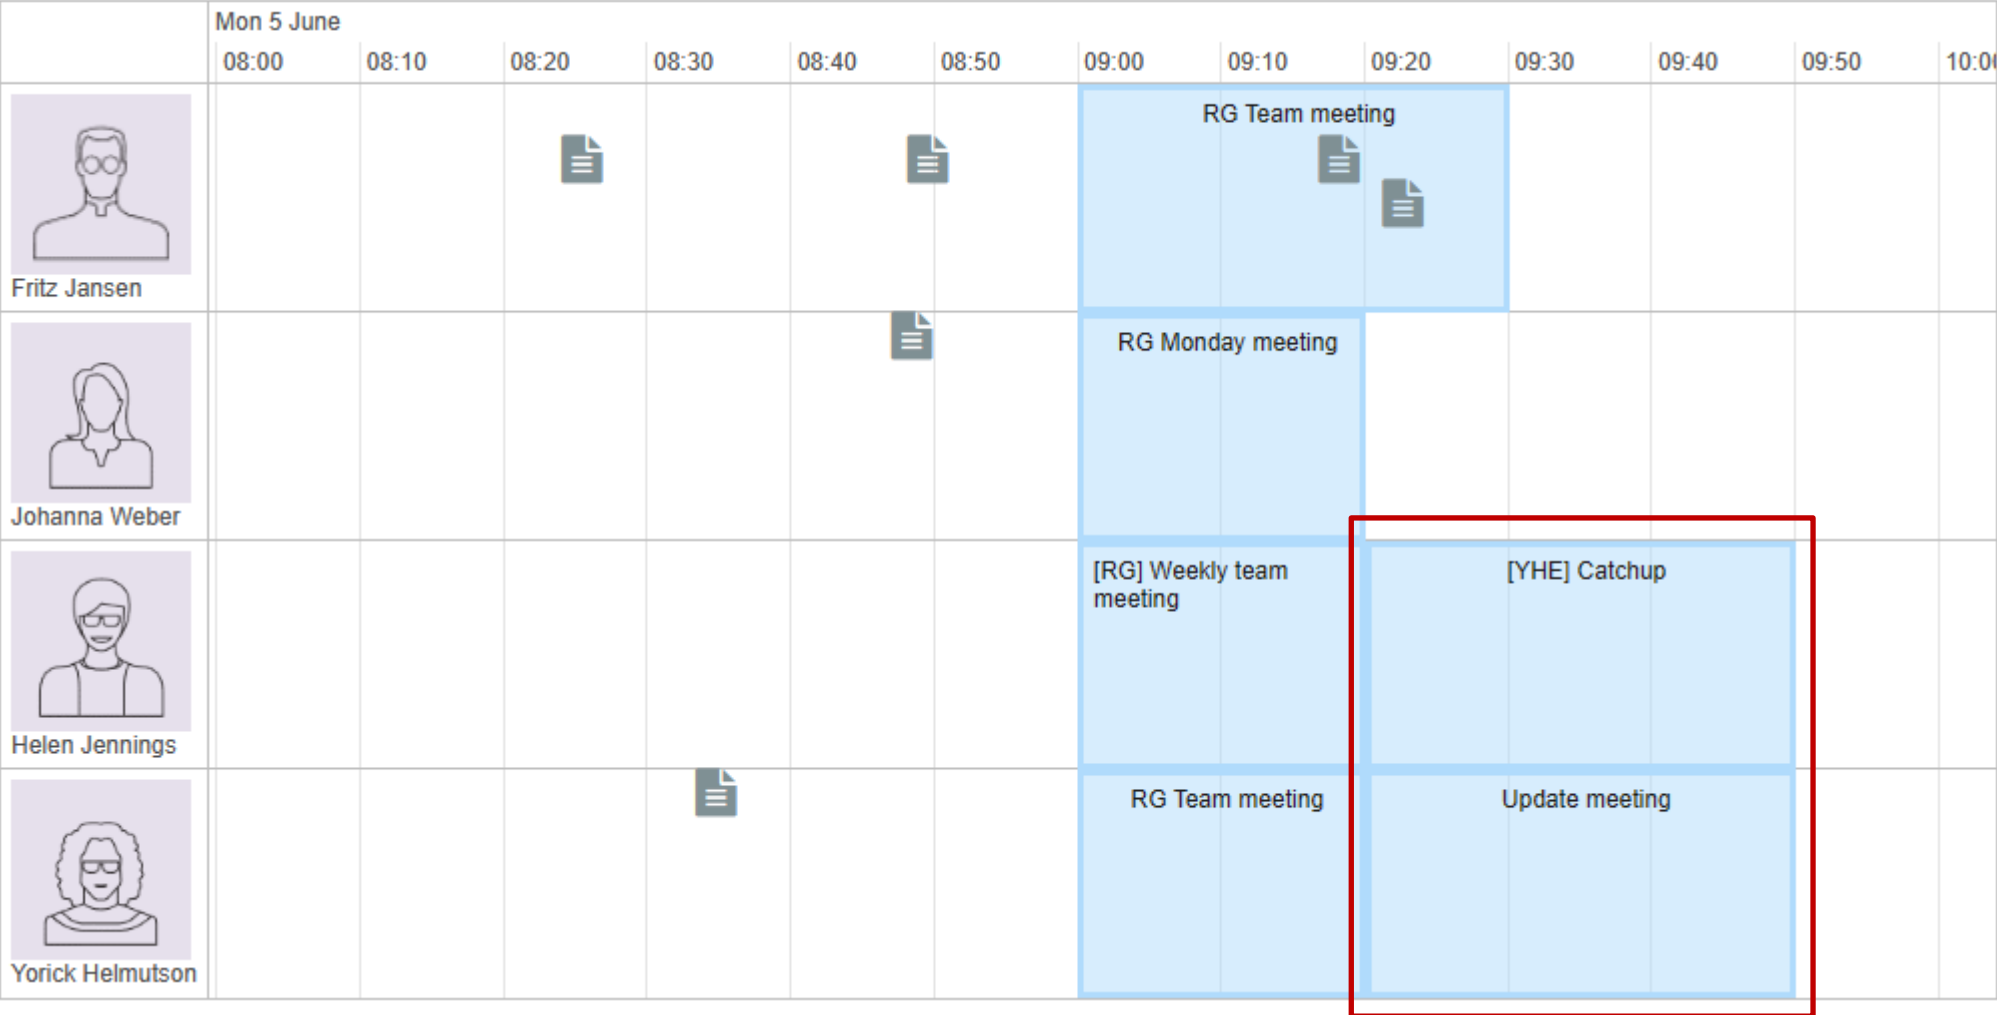 Mon 5 June
08:00 08:10 08:20 08:30 08:40 08:50 09:00 09:10 09:20 09:30 09:40 09:50 10:00
RG Team meeting
Fritz Jansen
RG Monday meeting
Johanna Weber
[RG] Weekly team
meeting
[YHE] Catchup
Helen Jennings
RG Team meeting
Update meeting
Yorick Helmutson